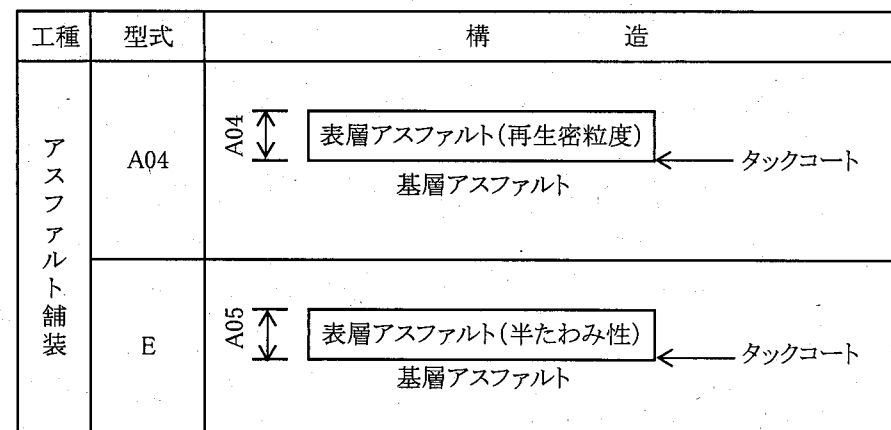 工種 型式 構造
アスファルト舗装
A04
A04
表層アスファルト(再生密粒度)
タックコート
基層アスファルト
E
A05
表層アスファルト(半たわみ性)
タックコート
基層アスファルト